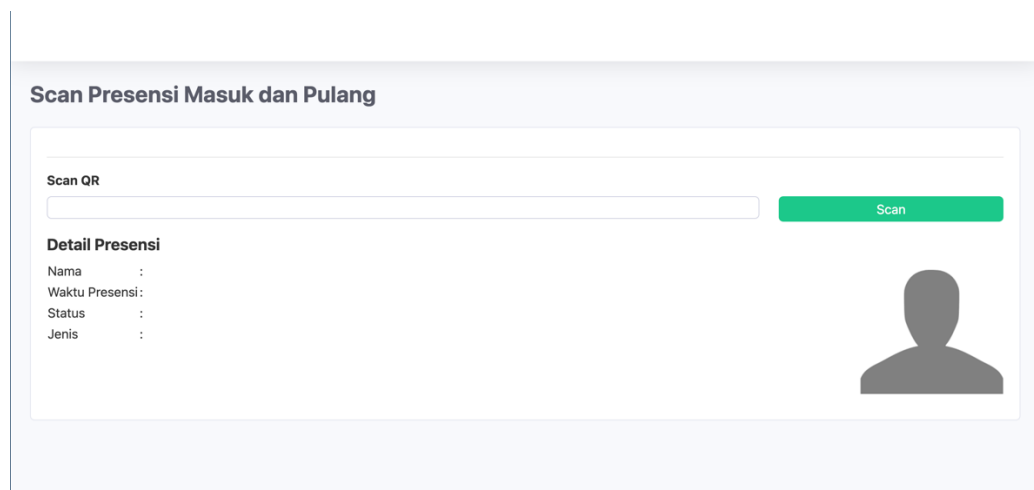 Scan Presensi Masuk dan Pulang
Scan QR
Scan
Detail Presensi
Nama :
Waktu Presensi :
Status :
Jenis :